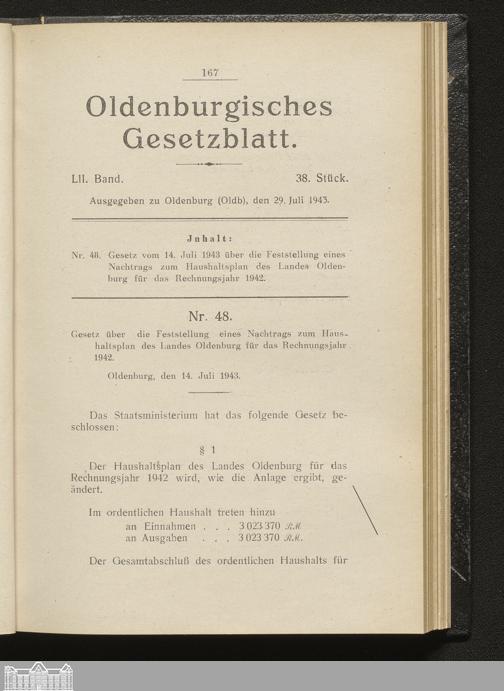 167
Oldenburgisches
Gesetzblatt.
LII. Band. 38. Stück.
Ausgegeben zu Oldenburg (Oldb), den 29. Juli 1943.
Inhalt:
Nr. 48. Gesetz vom 14. Juli 1943 über die Feststellung eines
Nachtrags zum Haushaltsplan des Landes Olden-
burg für das Rechnungsjahr 1942.
Nr. 48.
Gesetz über die Feststellung eines Nachtrags zum Haus-
haltsplan des Landes Oldenburg für das Rechnungsjahr
1942.
Oldenburg, den 14. Juli 1943.
Das Staatsministerium hat das folgende Gesetz be-
schlossen:
§ 1
Der Haushaltsplan des Landes Oldenburg für das
Rechnungsjahr 1942 wird, wie die Anlage ergibt, ge-
ändert.
Im ordentlichen Haushalt treten hinzu
an Einnahmen . . . 3 023 370 RM
an Ausgaben . . . 3 023 370 RM.
Der Gesamtabschluß des ordentlichen Haushalts für